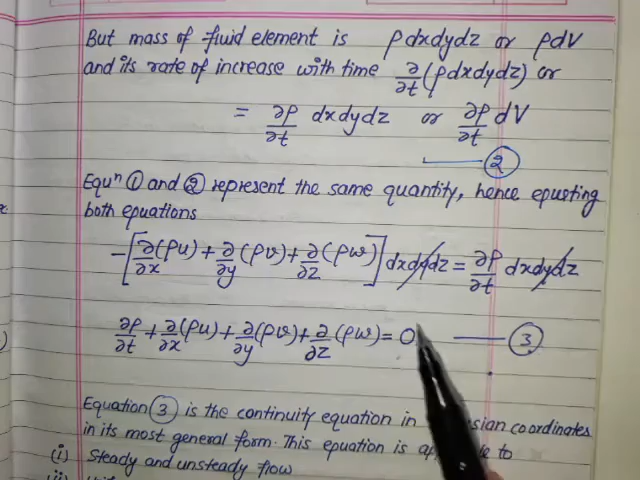 But mass of fluid element is ρdxdydz or ρdV
and its rate of increase with time ∂/∂t (ρdxdydz) or
= ∂ρ/∂t dxdydz or ∂ρ/∂t dV
②
Equⁿ ① and ② represent the same quantity, hence equating
both equations
-[∂/∂x (ρu) + ∂/∂y (ρv) + ∂/∂z (ρw)] dxdydz = ∂ρ/∂t dxdydz
∂ρ/∂t + ∂/∂x (ρu) + ∂/∂y (ρv) + ∂/∂z (ρw) = 0 ③
Equation ③ is the continuity equation in sian coordinates
in its most general form. This equation is to
(i) Steady and unsteady flow
(ii)